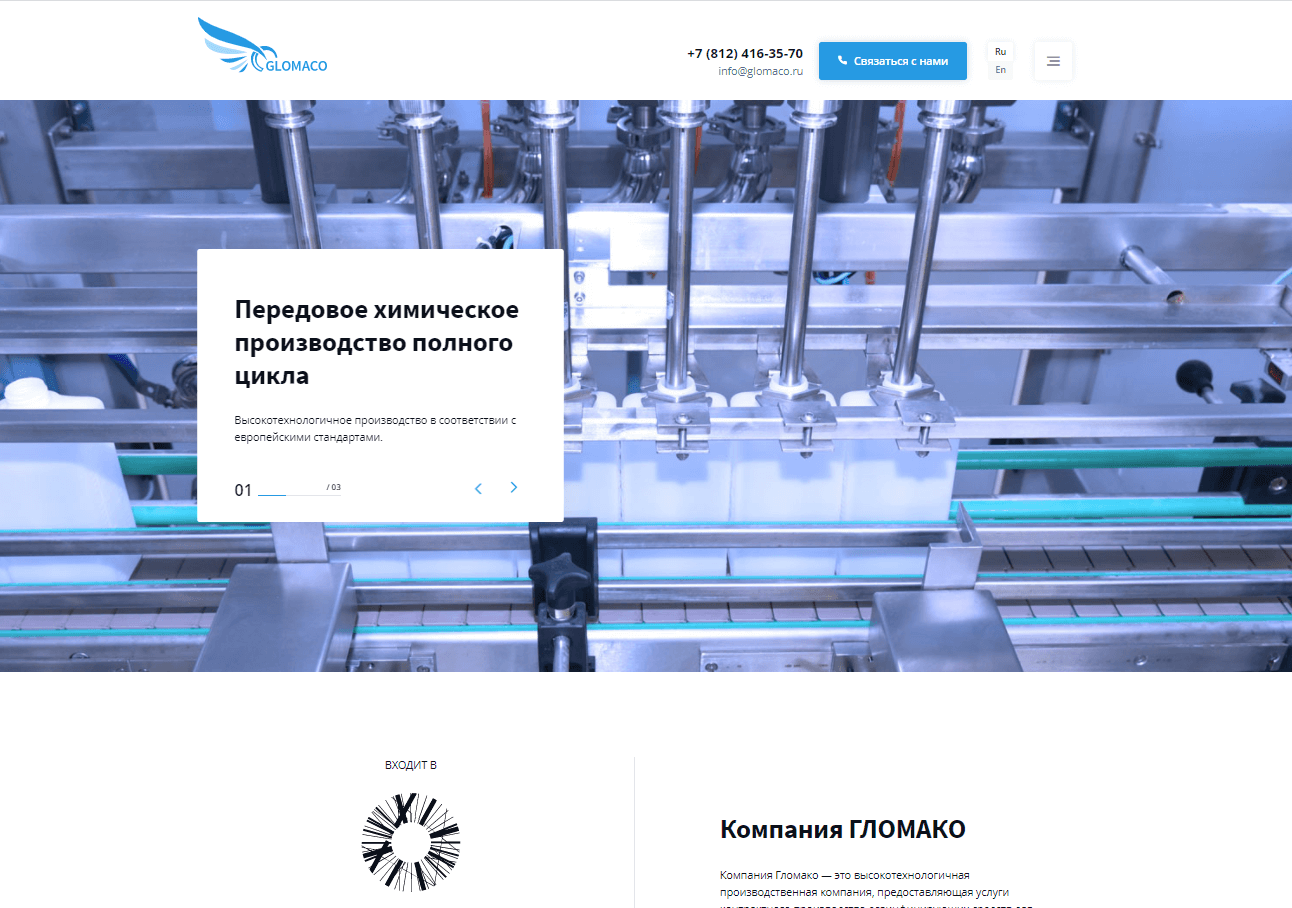 GLOMACO
+7 (812) 416-35-70
info@glomaco.ru
Связаться с нами
Ru
En
Передовое химическое
производство полного
цикла
Высокотехнологичное производство в соответствии с
европейскими стандартами.
01
/ 03
ВХОДИТ В
Компания ГЛОМАКО
Компания Гломако — это высокотехнологичная
производственная компания, предоставляющая услуги